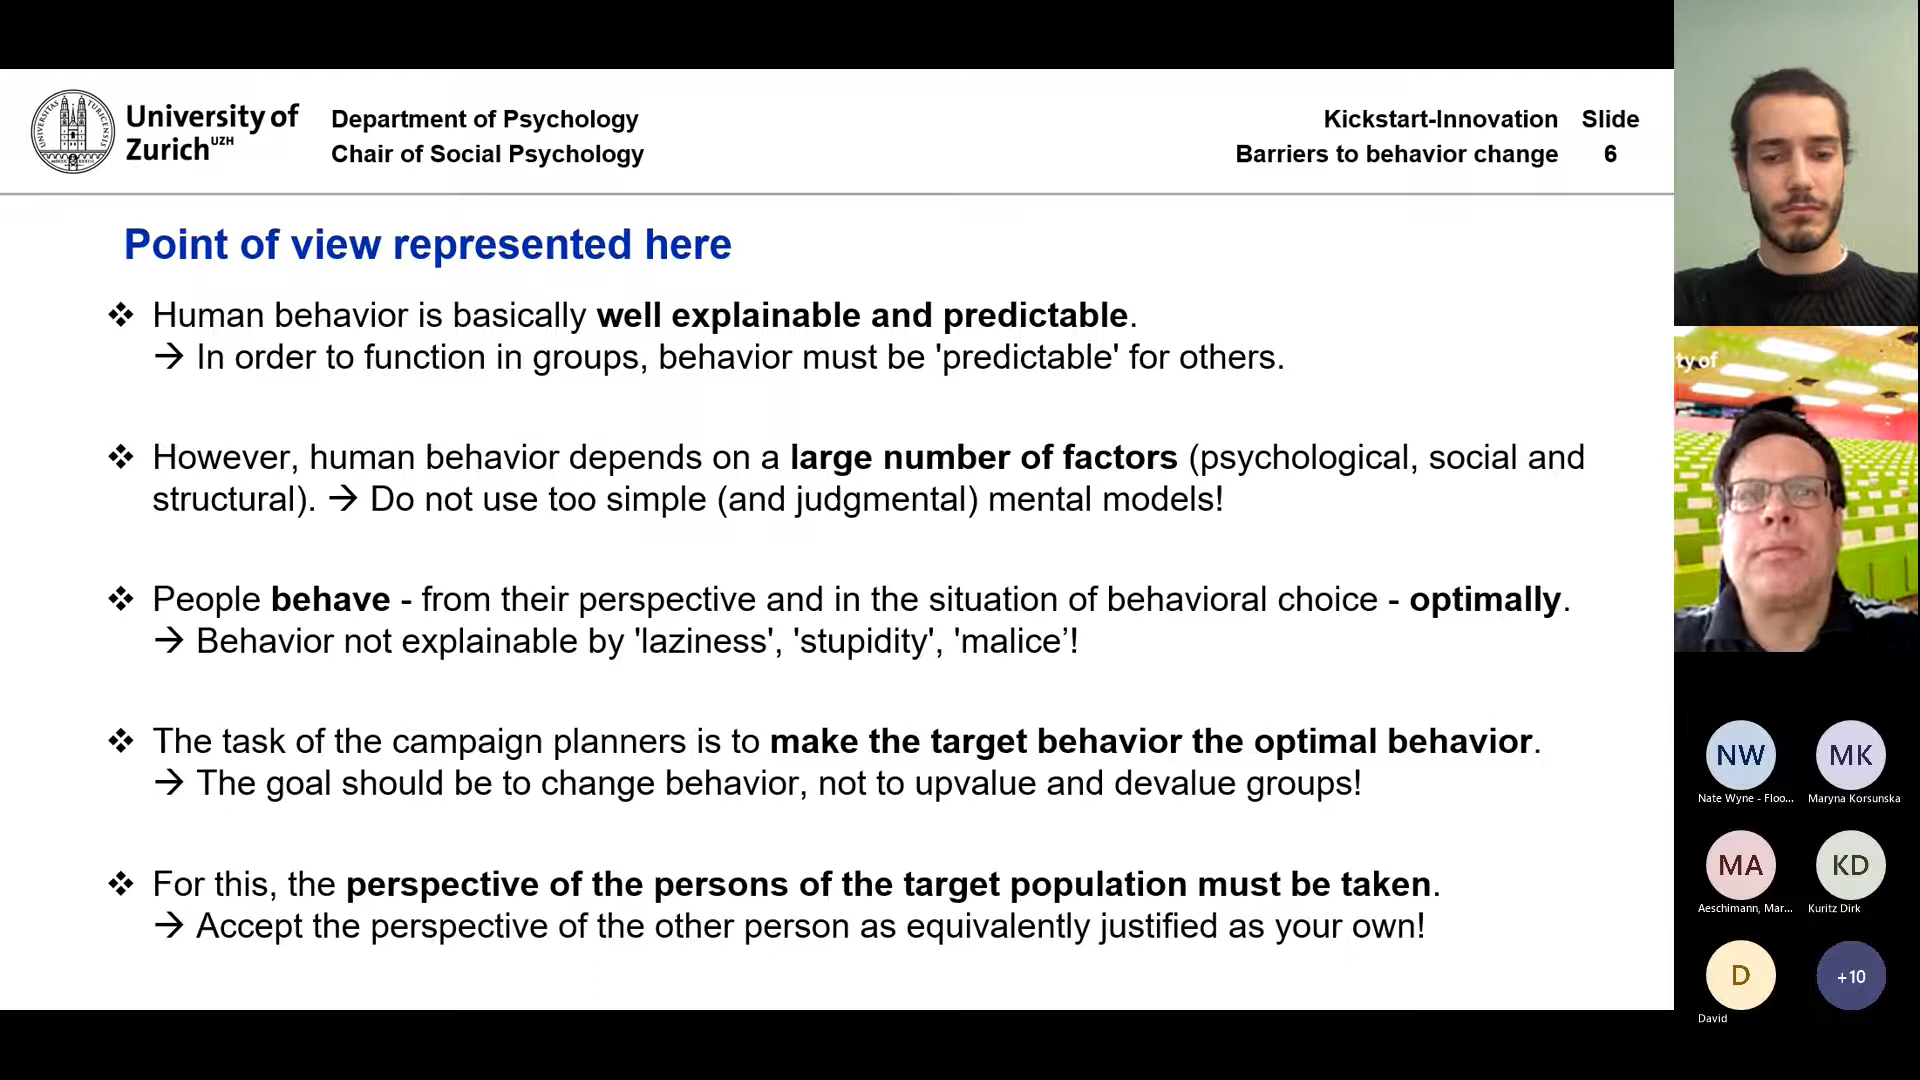 University of
Zurich UZH
Department of Psychology
Chair of Social Psychology
Kickstart-Innovation Slide
Barriers to behavior change 6
Point of view represented here
❖ Human behavior is basically well explainable and predictable.
→ In order to function in groups, behavior must be 'predictable' for others.
❖ However, human behavior depends on a large number of factors (psychological, social and
structural). → Do not use too simple (and judgmental) mental models!
❖ People behave - from their perspective and in the situation of behavioral choice - optimally.
→ Behavior not explainable by 'laziness', 'stupidity', 'malice’!
❖ The task of the campaign planners is to make the target behavior the optimal behavior.
→ The goal should be to change behavior, not to upvalue and devalue groups!
❖ For this, the perspective of the persons of the target population must be taken.
→ Accept the perspective of the other person as equivalently justified as your own!
ty of
NW MK
Nate Wyne - Floo... Maryna Korsunska
MA KD
Aeschimann, Mar... Kuritz Dirk
D +10
David